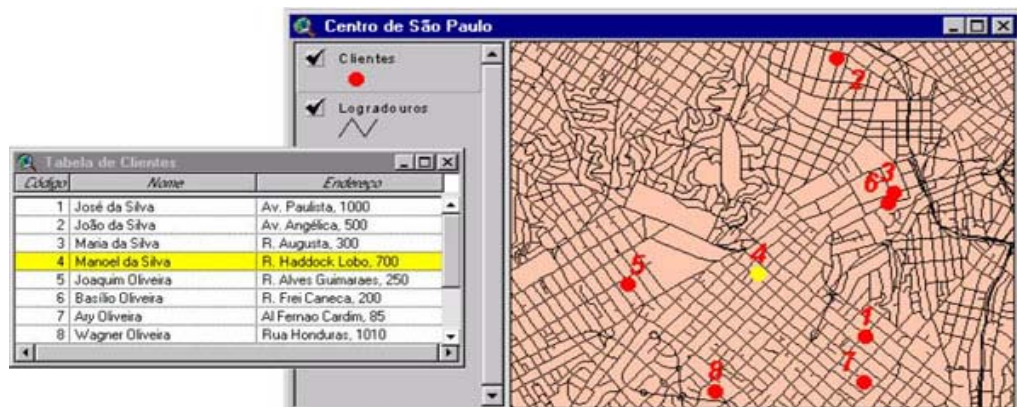 Centro de São Paulo
Clientes
Logradouros
Tabela de Clientes
Código Nome Endereço
1 José da Silva Av. Paulista, 1000
2 João da Silva Av. Angélica, 500
3 Maria da Silva R. Augusta, 300
4 Manoel da Silva R. Haddock Lobo, 700
5 Joaquim Oliveira R. Alves Guimaraes, 250
6 Basílio Oliveira R. Frei Caneca, 200
7 Ary Oliveira Al Fernao Cardim, 85
8 Wagner Oliveira Rua Honduras, 1010
2
6 3
5
4
1
7
8